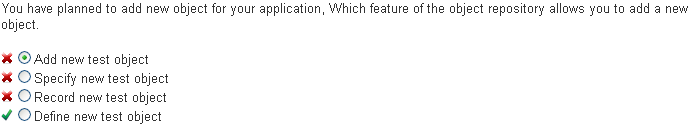 You have planned to add new object for your application, Which feature of the object repository allows you to add a new
object.
Add new test object
Specify new test object
Record new test object
Define new test object